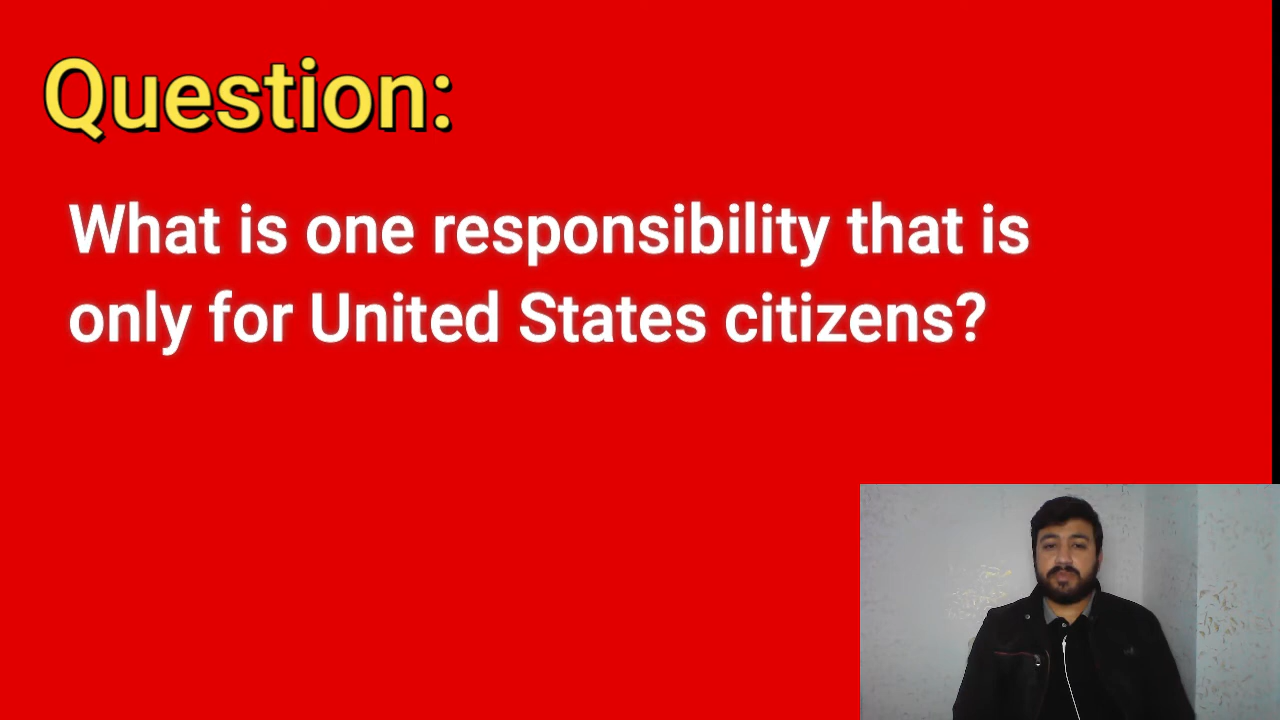 Question:
What is one responsibility that is
only for United States citizens?